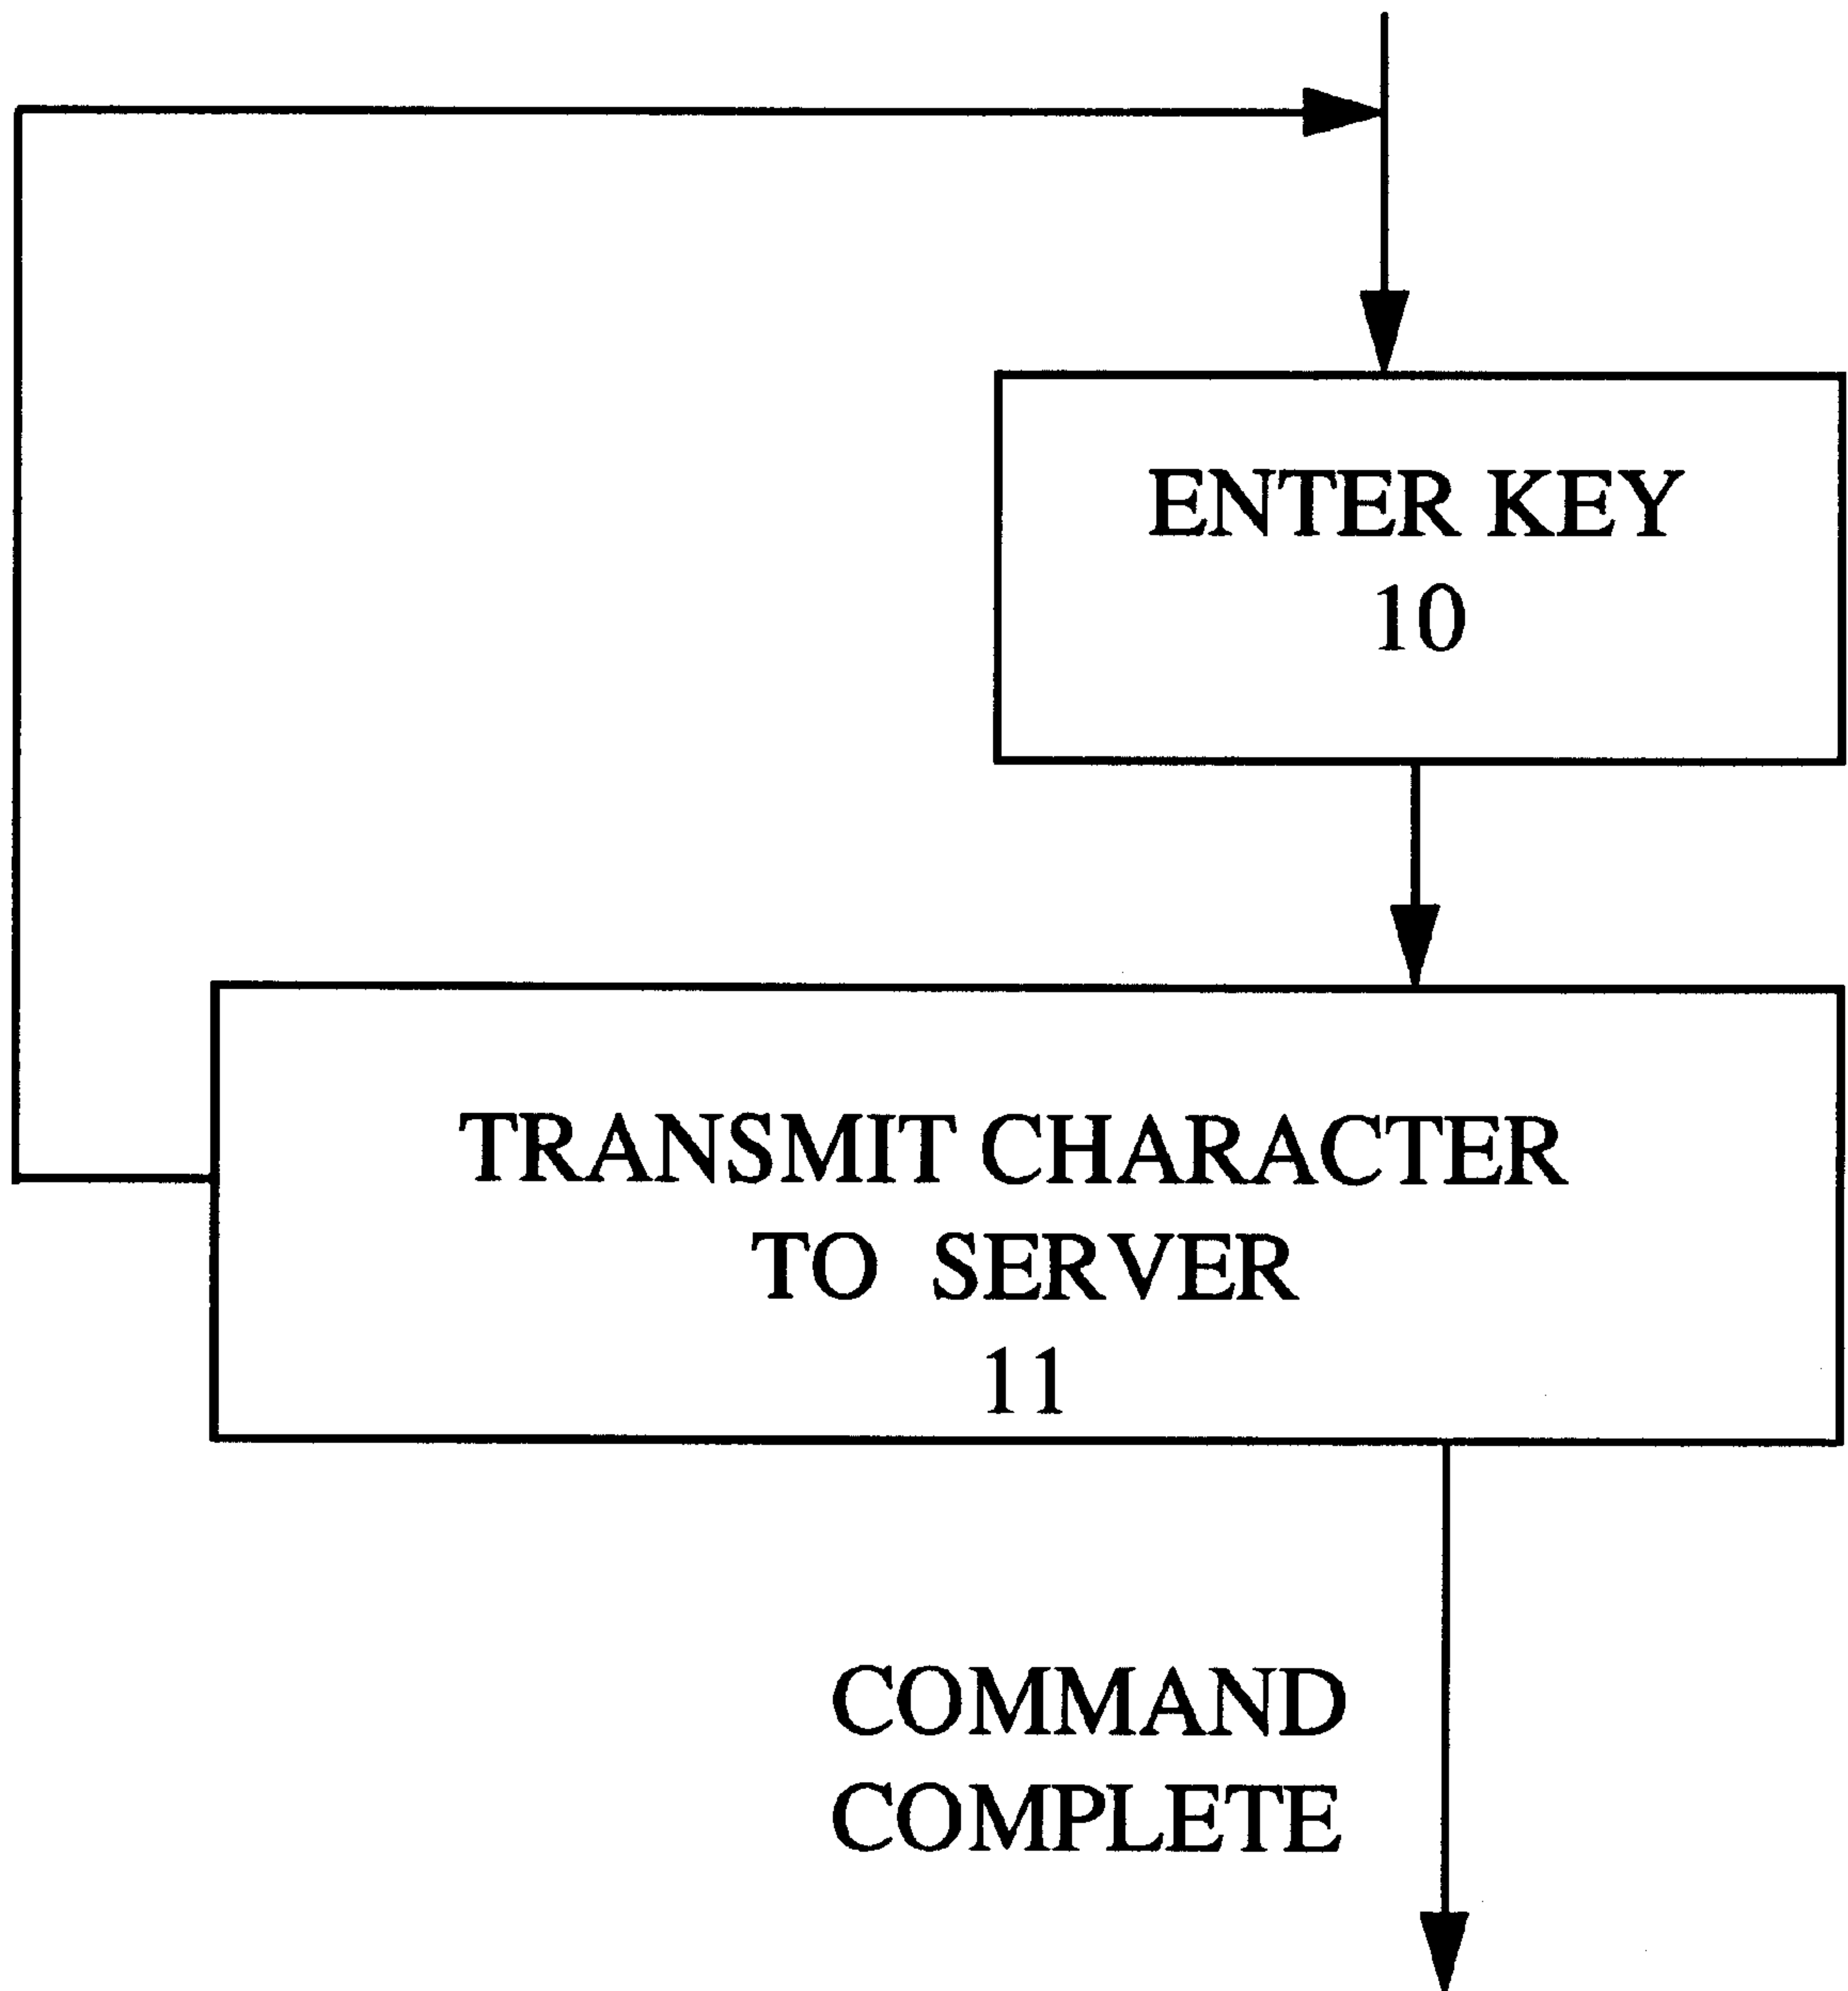 ENTER KEY
10
TRANSMIT CHARACTER
TO SERVER
11
COMMAND
COMPLETE